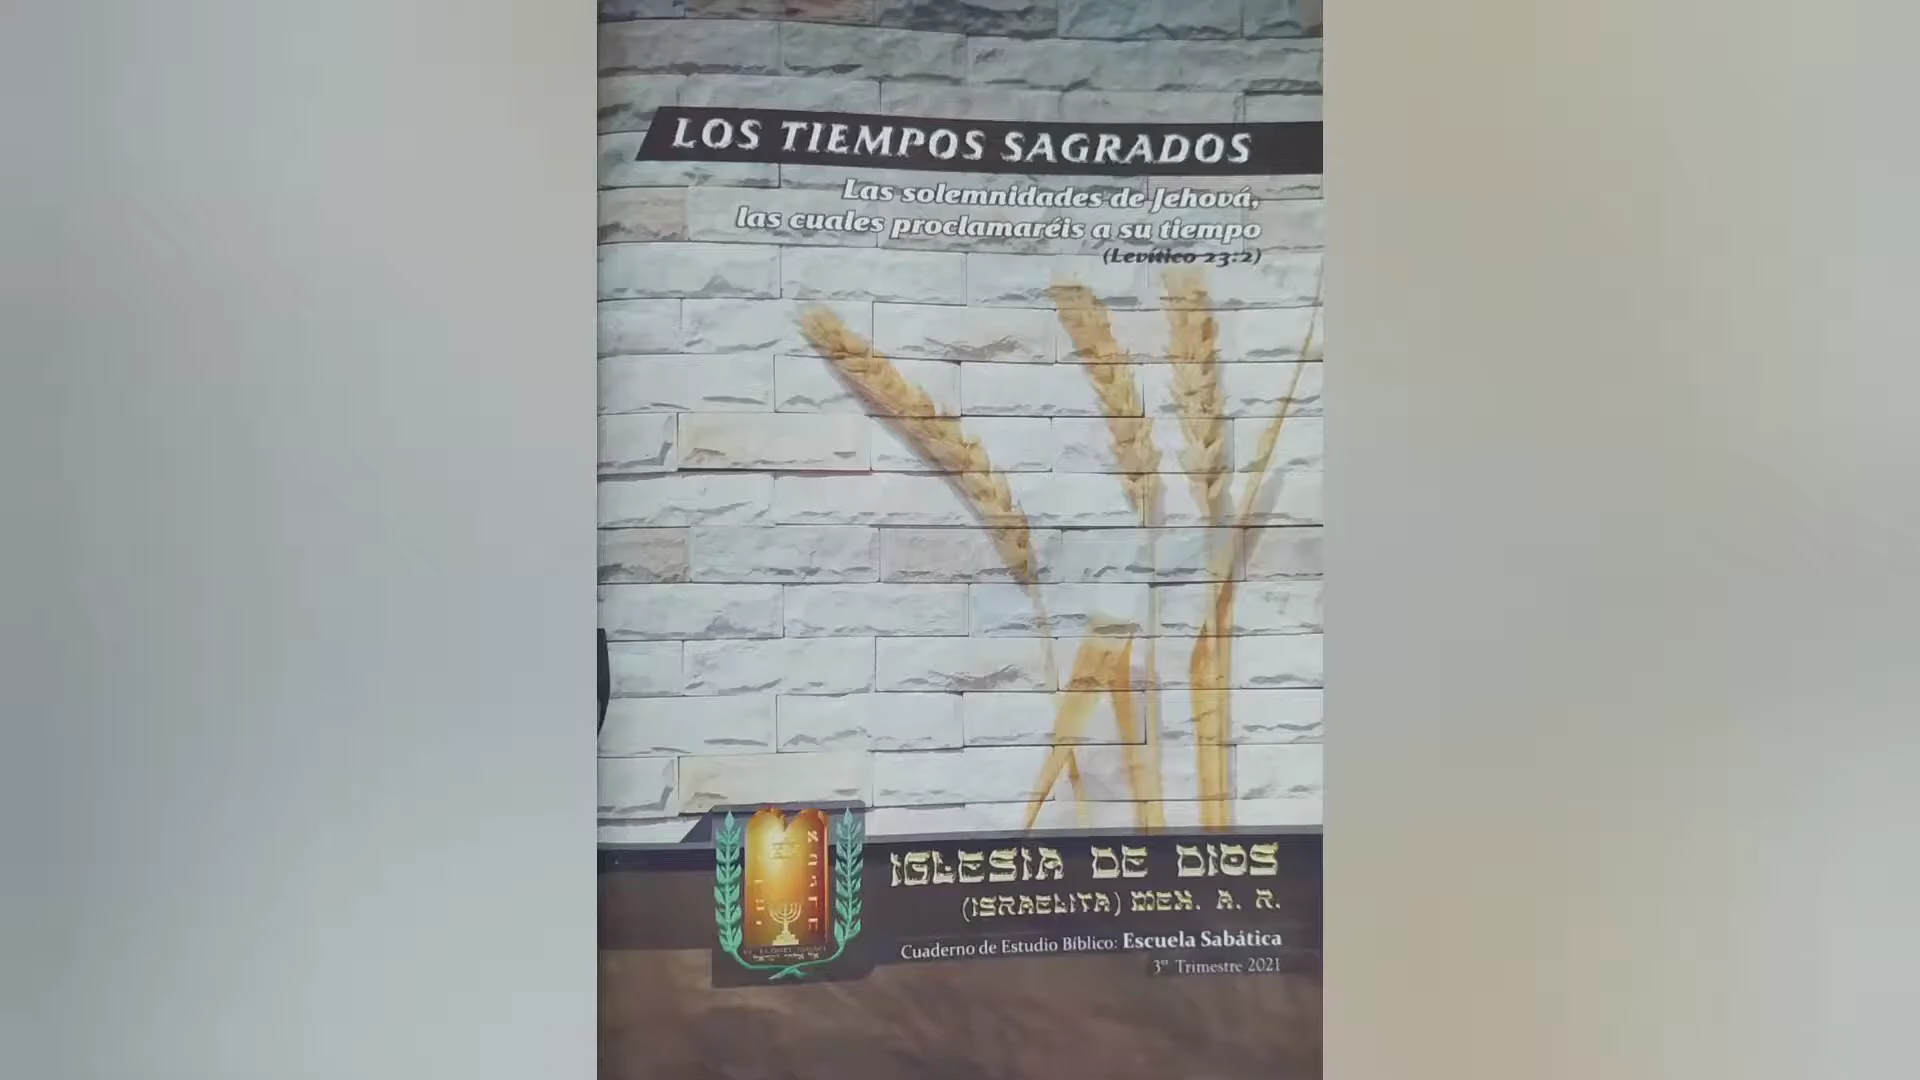 LOS TIEMPOS SAGRADOS
Las solemnidades de Jehová,
las cuales proclamaréis a su tiempo
(Levítico 23:2)
IGLESIA DE DIOS
(ISRAELITA) MEX. A. R.
Cuaderno de Estudio Bíblico: Escuela Sabática
3er Trimestre 2021